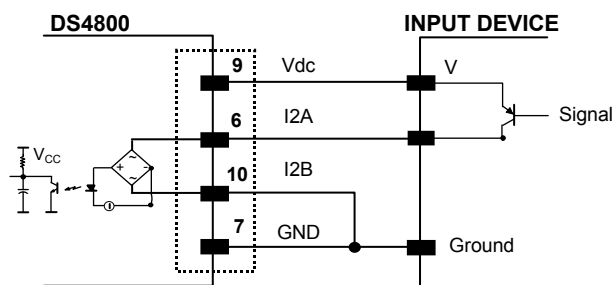 DS4800
INPUT DEVICE
9
Vdc
V
6
I2A
Signal
VCC
+
~
-
~
10
I2B
7
GND
Ground